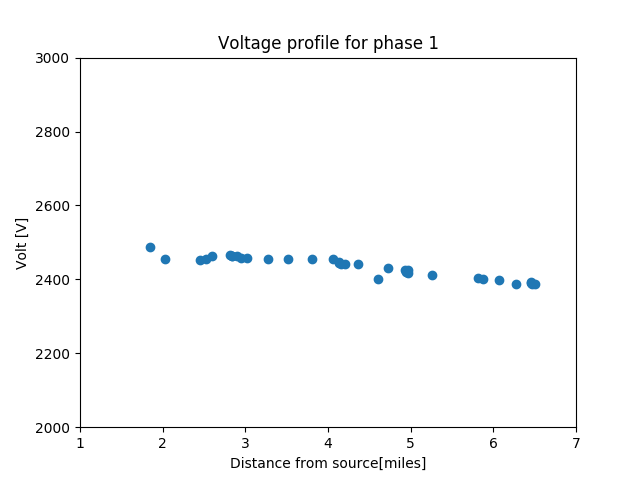 Voltage profile for phase 1
3000
2800
2600
2400
2200
2000
Volt [V]
1 2 3 4 5 6 7
Distance from source[miles]